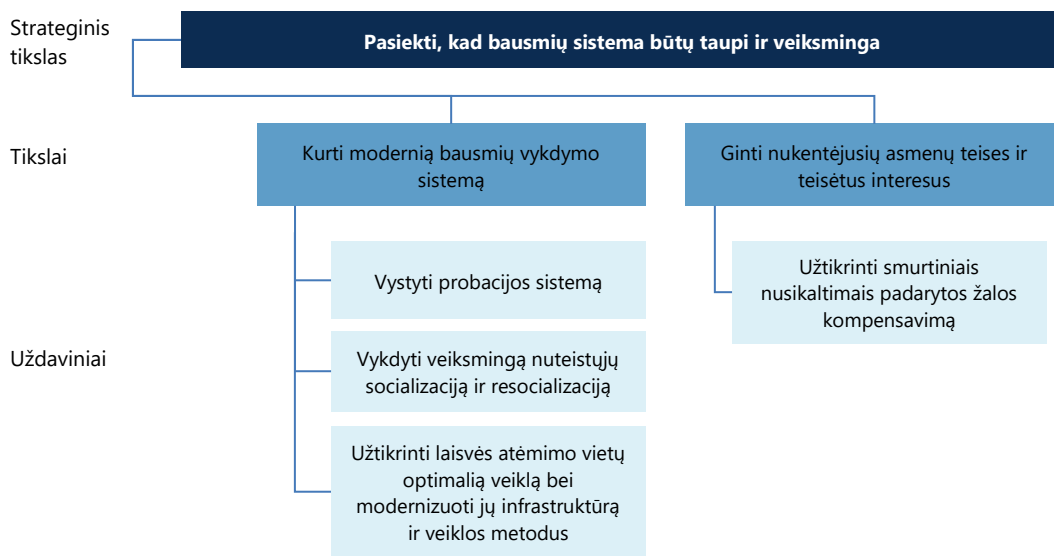 Strateginis
tikslas
Pasiekti, kad bausmių sistema būtų taupi ir veiksminga
Tikslai
Kurti modernią bausmių vykdymo
sistemą
Ginti nukentėjusių asmenų teises ir
teisėtus interesus
Uždaviniai
Vystyti probacijos sistemą
Vykdyti veiksmingą nuteistųjų
socializaciją ir resocializaciją
Užtikrinti laisvės atėmimo vietų
optimalią veiklą bei
modernizuoti jų infrastruktūrą
ir veiklos metodus
Užtikrinti smurtiniais
nusikaltimais padarytos žalos
kompensavimą